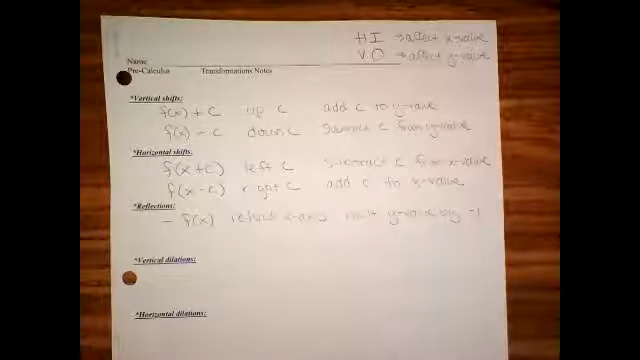 H I → affect x-value
V O → affect y-value
Name
Pre-Calculus Transformations Notes
*Vertical shifts:
f(x) + c up c add c to y-value
f(x) - c down c subtract c from y-value
*Horizontal shifts:
f(x+c) left c subtract c from x-value
f(x-c) right c add c to x-value
*Reflections:
- f(x) reflect x-axis mult y-value by -1
*Vertical dilations:
*Horizontal dilations: